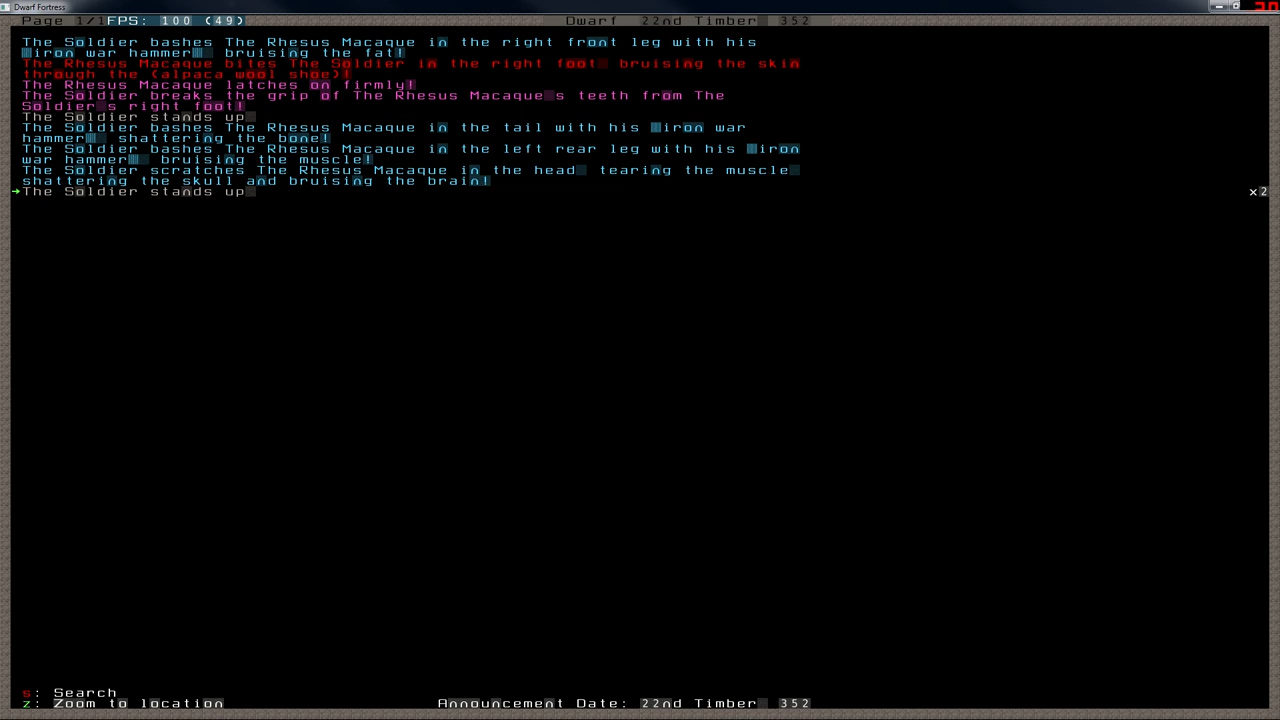 Dwarf Fortress
Page 1/1 FPS: 100 (49) Dwarf 22nd Timber 352
The Soldier bashes The Rhesus Macaque in the right front leg with his
iron war hammer bruising the fat!
The Rhesus Macaque bites The Soldier in the right foot bruising the skin
through the (alpaca wool shoe)!
The Rhesus Macaque latches on firmly!
The Soldier breaks the grip of The Rhesus Macaque s teeth from The
Soldier s right foot!
The Soldier stands up
The Soldier bashes The Rhesus Macaque in the tail with his iron war
hammer shattering the bone!
The Soldier bashes The Rhesus Macaque in the left rear leg with his iron
war hammer bruising the muscle!
The Soldier scratches The Rhesus Macaque in the head tearing the muscle
shattering the skull and bruising the brain!
The Soldier stands up ×2
s: Search
z: Zoom to location Announcement Date: 22nd Timber 352